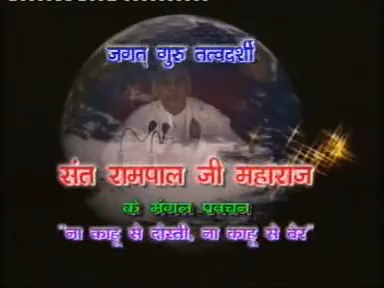 जगत् गुरु तत्वदर्शी
संत रामपाल जी महाराज
के मंगल प्रवचन
"ना काहू से दोस्ती, ना काहू से बेर"